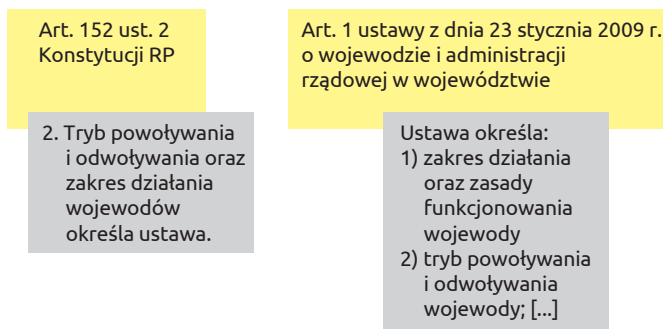 Art. 152 ust. 2
Konstytucji RP
2. Tryb powoływania
i odwoływania oraz
zakres działania
wojewodów
określa ustawa.
Art. 1 ustawy z dnia 23 stycznia 2009 r.
o wojewodzie i administracji
rządowej w województwie
Ustawa określa:
1) zakres działania
oraz zasady
funkcjonowania
wojewody
2) tryb powoływania
i odwoływania
wojewody; [...]